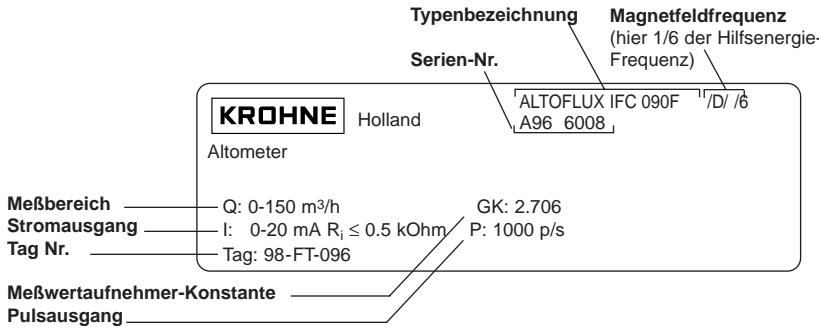 Typenbezeichnung
Magnetfeldfrequenz
(hier 1/6 der Hilfsenergie-
Frequenz)
Serien-Nr.
KROHNE Holland
ALTOFLUX IFC 090F /D/ /6
A96 6008
Altometer
Meßbereich Q: 0-150 m³/h GK: 2.706
Stromausgang I: 0-20 mA Rᵢ ≤ 0.5 kOhm P: 1000 p/s
Tag Nr. Tag: 98-FT-096
Meßwertaufnehmer-Konstante
Pulsausgang